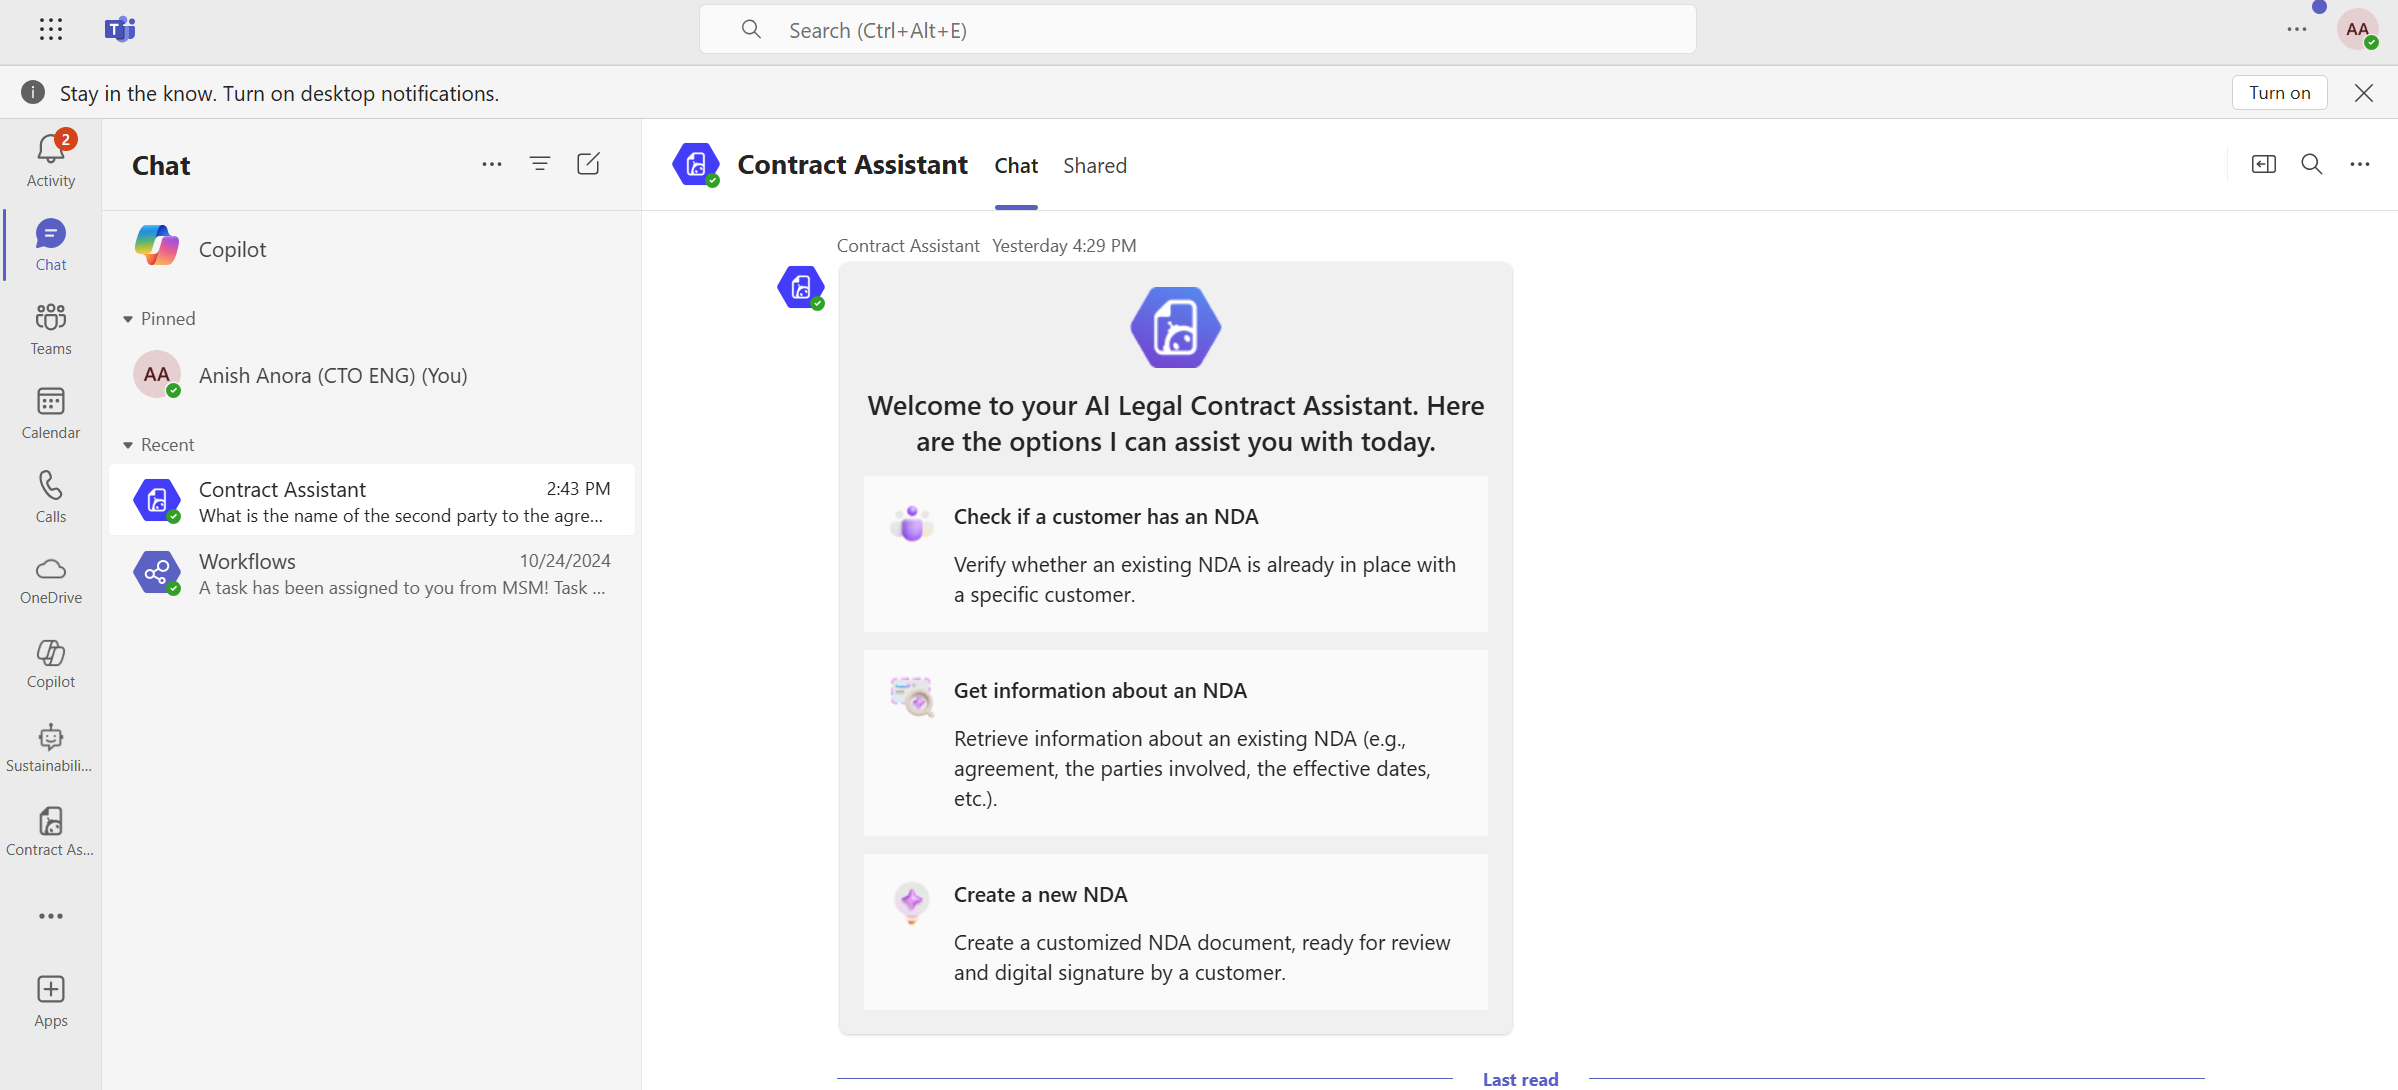 Search (Ctrl+Alt+E)
AA
Stay in the know. Turn on desktop notifications.
Turn on
2
Activity
Chat
Teams
Calendar
Calls
OneDrive
Copilot
Sustainabili...
Contract As...
Apps
Chat
Copilot
Pinned
AA
Anish Anora (CTO ENG) (You)
Recent
Contract Assistant 2:43 PM
What is the name of the second party to the agre...
Workflows 10/24/2024
A task has been assigned to you from MSM! Task ...
Contract Assistant Chat Shared
Contract Assistant Yesterday 4:29 PM
Welcome to your AI Legal Contract Assistant. Here
are the options I can assist you with today.
Check if a customer has an NDA
Verify whether an existing NDA is already in place with
a specific customer.
Get information about an NDA
Retrieve information about an existing NDA (e.g.,
agreement, the parties involved, the effective dates,
etc.).
Create a new NDA
Create a customized NDA document, ready for review
and digital signature by a customer.
Last read